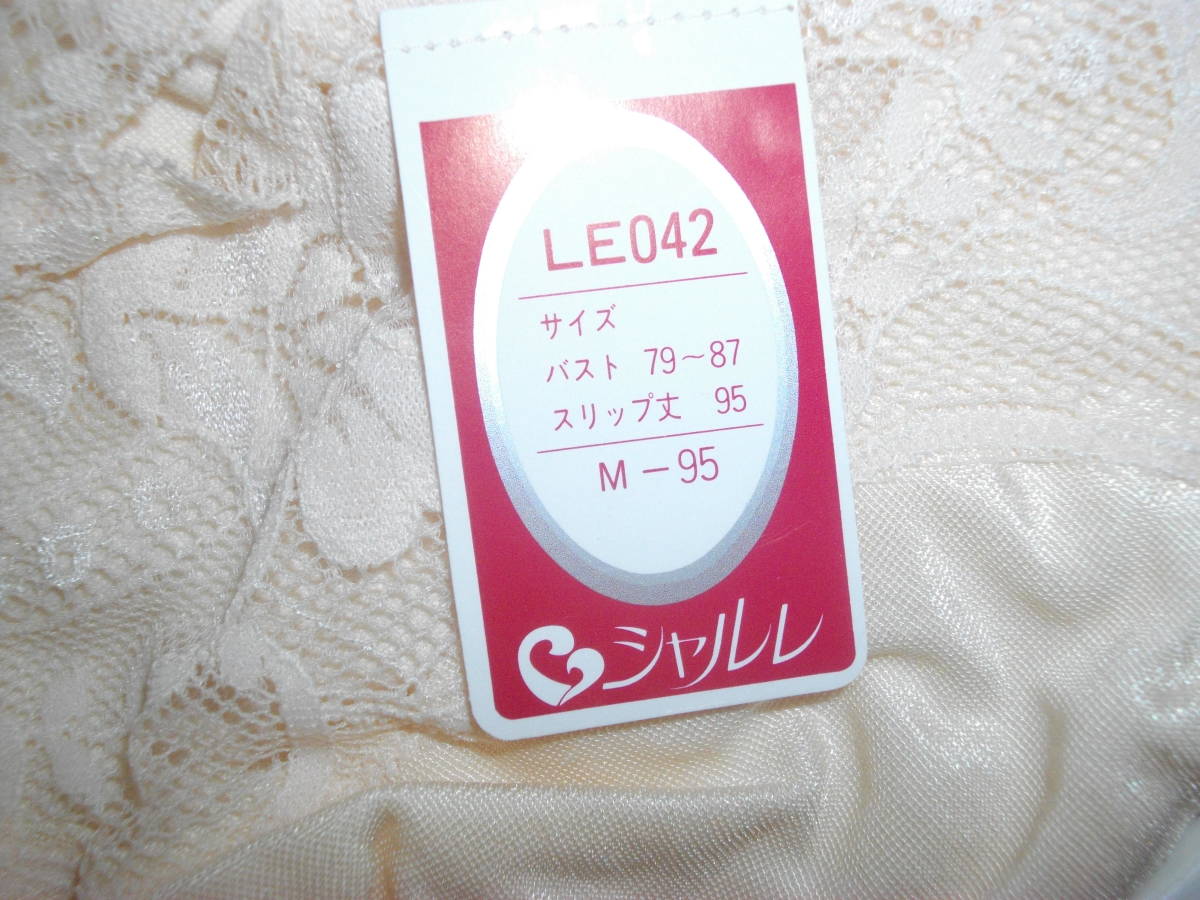 LE042
サイズ
バスト 79～87
スリップ丈 95
M－95
シャルレ